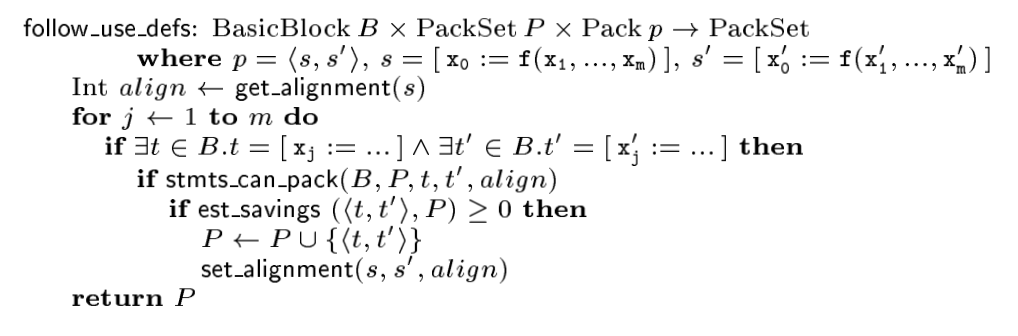 follow_use_defs: BasicBlock B × PackSet P × Pack p → PackSet
where p = ⟨s, s′⟩, s = [ x₀ := f(x₁, ..., xₘ) ], s′ = [ x′₀ := f(x′₁, ..., x′ₘ) ]
Int align ← get_alignment(s)
for j ← 1 to m do
if ∃t ∈ B.t = [ xⱼ := ... ] ∧ ∃t′ ∈ B.t′ = [ x′ⱼ := ... ] then
if stmts_can_pack(B, P, t, t′, align)
if est_savings (⟨t, t′⟩, P) ≥ 0 then
P ← P ∪ {⟨t, t′⟩}
set_alignment(s, s′, align)
return P